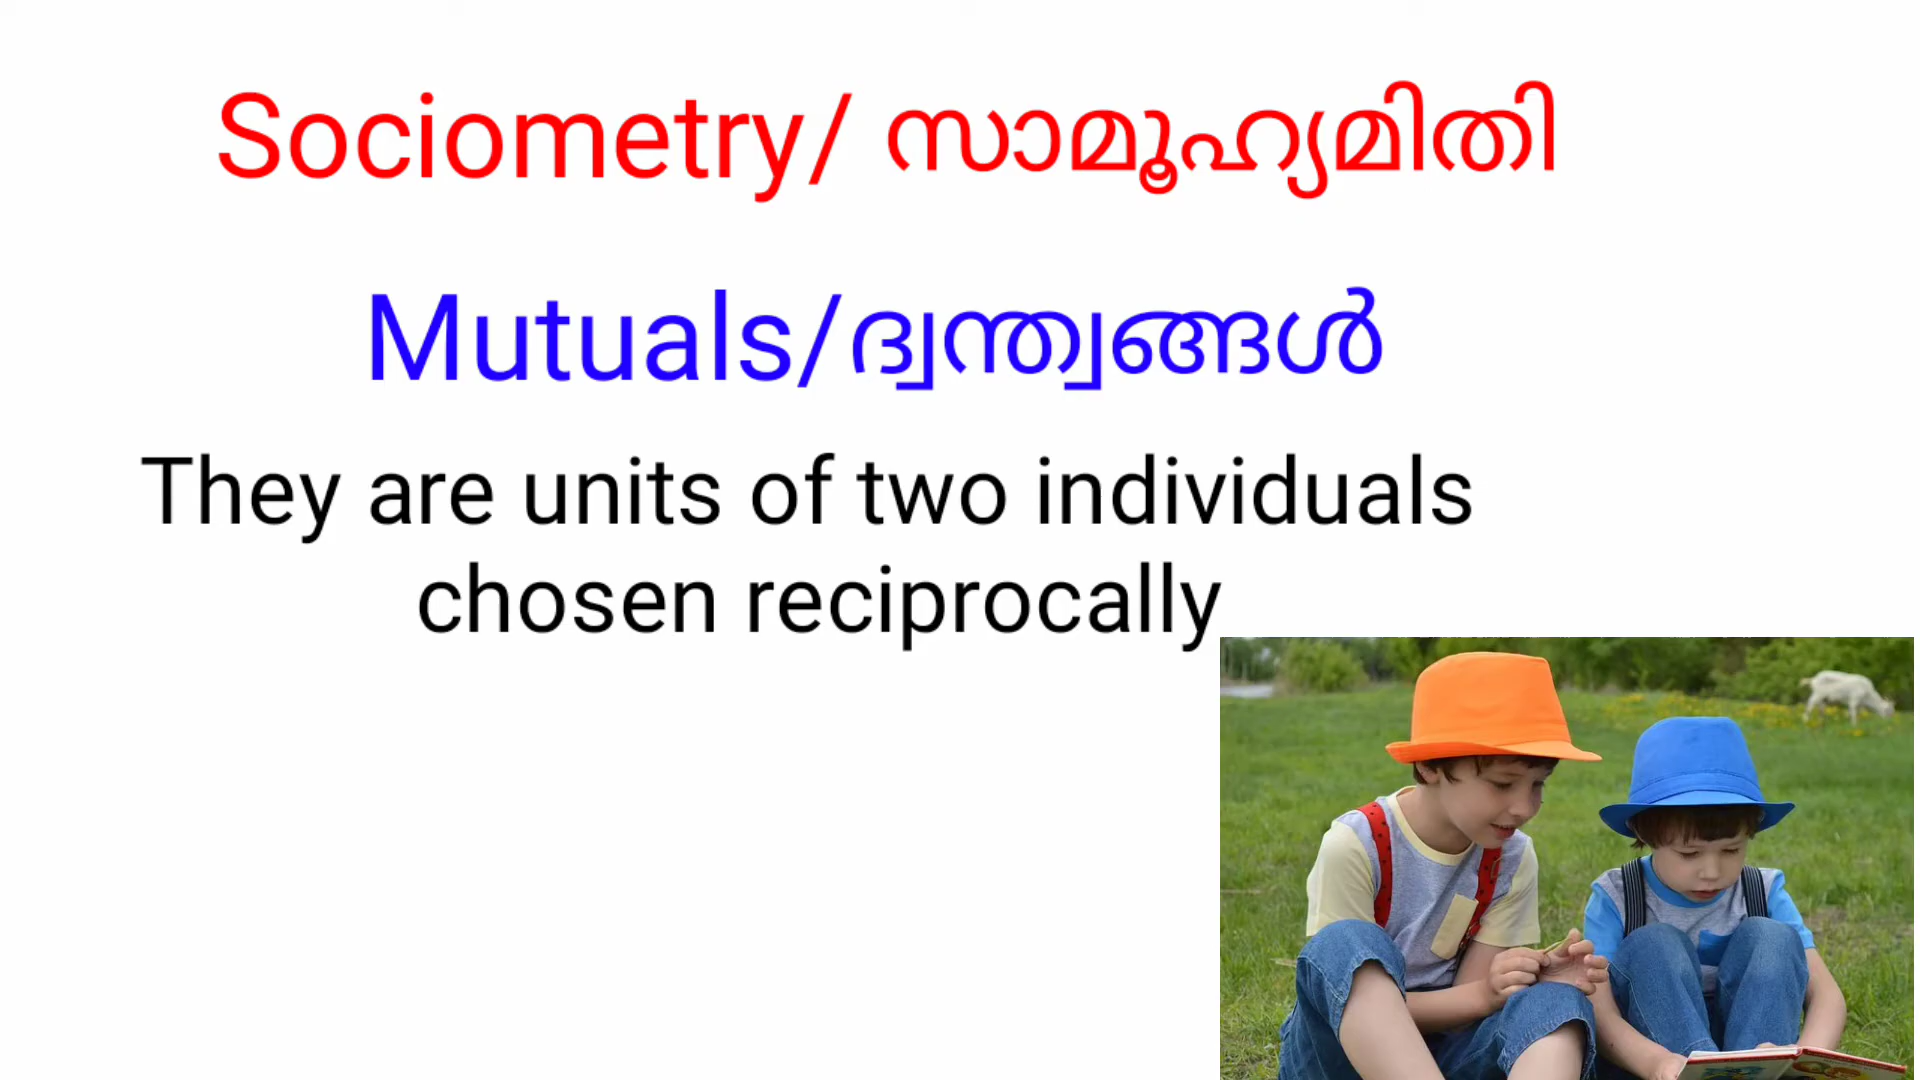 Sociometry/ സാമൂഹ്യമിതി
Mutuals/ദ്വന്ത്വങ്ങൾ
They are units of two individuals
chosen reciprocally